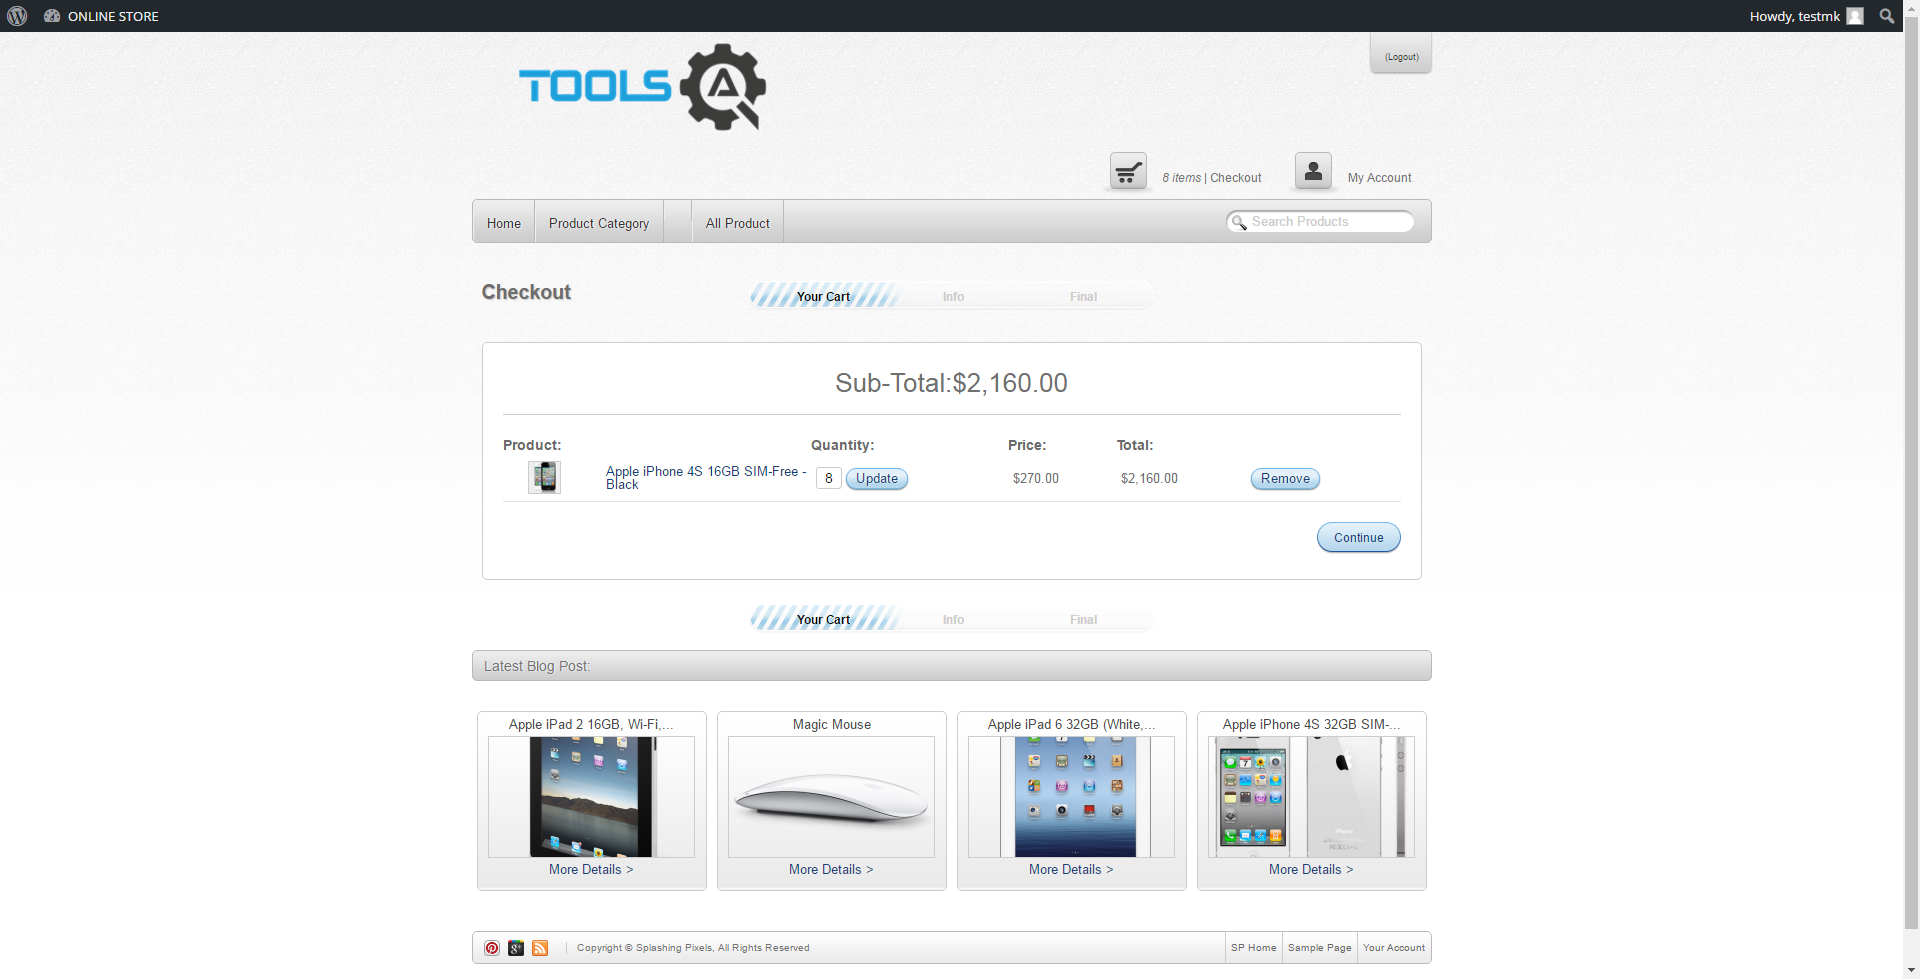 ONLINE STORE
Howdy, testmk
(Logout)
TOOLS QA
8 items | Checkout
My Account
Home
Product Category
All Product
Search Products
Checkout
Your Cart
Info
Final
Sub-Total:$2,160.00
Product:
Quantity:
Price:
Total:
Apple iPhone 4S 16GB SIM-Free -
Black
8
Update
$270.00
$2,160.00
Remove
Continue
Your Cart
Info
Final
Latest Blog Post:
Apple iPad 2 16GB, Wi-Fi,...
Magic Mouse
Apple iPad 6 32GB (White,...
Apple iPhone 4S 32GB SIM-...
More Details >
More Details >
More Details >
More Details >
Copyright © Splashing Pixels, All Rights Reserved
SP Home
Sample Page
Your Account